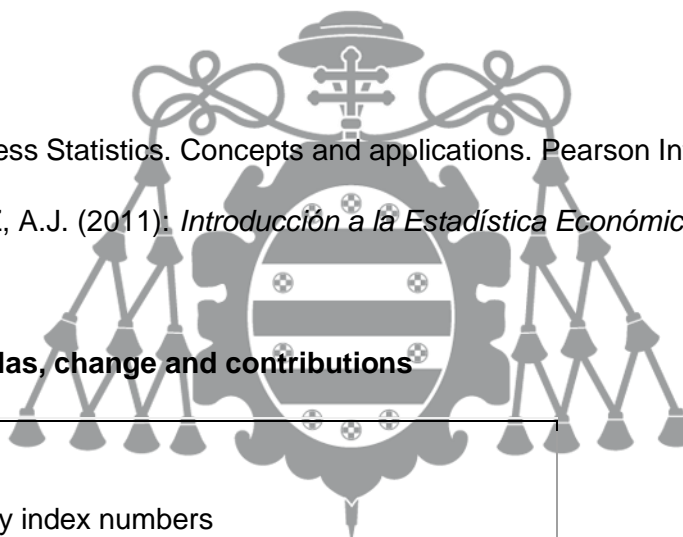 ess Statistics. Concepts and applications. Pearson In
, A.J. (2011): Introducción a la Estadística Económic
las, change and contributions
y index numbers